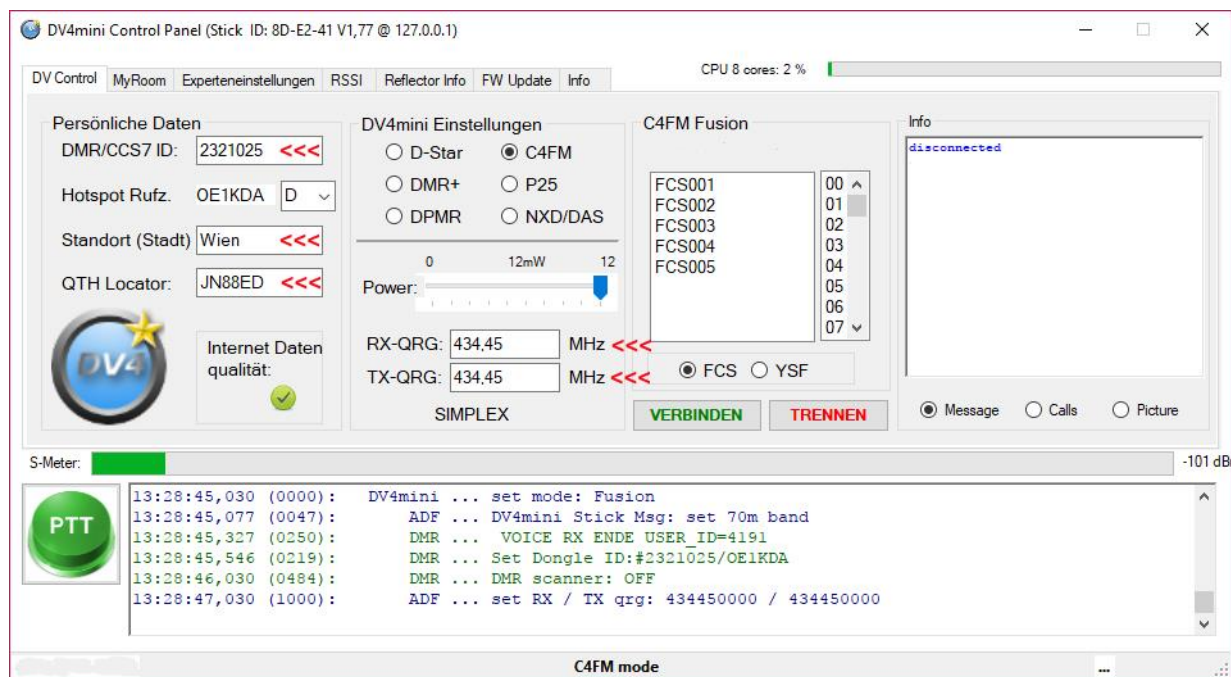 DV4mini Control Panel (Stick ID: 8D-E2-41 V1,77 @ 127.0.0.1)
DV Control MyRoom Experteneinstellungen RSSI Reflector Info FW Update Info
CPU 8 cores: 2 %
Persönliche Daten
DMR/CCS7 ID: 2321025 <<<
Hotspot Rufz. OE1KDA D
Standort (Stadt) Wien <<<
QTH Locator: JN88ED <<<
DV4
Internet Daten
qualität:
DV4mini Einstellungen
D-Star C4FM
DMR+ P25
DPMR NXD/DAS
0 12mW 12
Power:
RX-QRG: 434,45 MHz <<<
TX-QRG: 434,45 MHz <<<
SIMPLEX
C4FM Fusion
FCS001
FCS002
FCS003
FCS004
FCS005
00
01
02
03
04
05
06
07
FCS YSF
VERBINDEN TRENNEN
Info
disconnected
Message Calls Picture
S-Meter: -101 dB
PTT
13:28:45,030 (0000): DV4mini ... set mode: Fusion
13:28:45,077 (0047): ADF ... DV4mini Stick Msg: set 70m band
13:28:45,327 (0250): DMR ... VOICE RX ENDE USER_ID=4191
13:28:45,546 (0219): DMR ... Set Dongle ID:#2321025/OE1KDA
13:28:46,030 (0484): DMR ... DMR scanner: OFF
13:28:47,030 (1000): ADF ... set RX / TX qrg: 434450000 / 434450000
C4FM mode ...